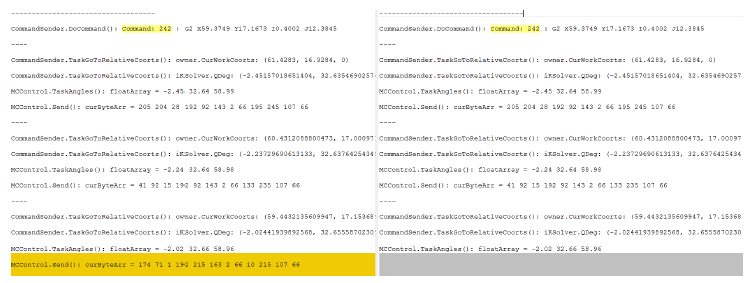 --------------------------------
CommandSender.DoCommand(): Command: 242 : G2 X59.3749 Y17.1673 I0.4002 J12.3845
----
CommandSender.TaskGoToRelativeCoorts(): owner.CurWorkCoorts: (61.4283, 16.9284, 0)
CommandSender.TaskGoToRelativeCoorts(): iKSolver.QDeg: (-2.45157018651404, 32.6354690257
MCControl.TaskAngles(): floatArray = -2.45 32.64 58.99
MCControl.Send(): curByteArr = 205 204 28 192 92 143 2 66 195 245 107 66
----
CommandSender.TaskGoToRelativeCoorts(): owner.CurWorkCoorts: (60.4312088800473, 17.00097
CommandSender.TaskGoToRelativeCoorts(): iKSolver.QDeg: (-2.23729690613133, 32.6376425434
MCControl.TaskAngles(): floatArray = -2.24 32.64 58.98
MCControl.Send(): curByteArr = 41 92 15 192 92 143 2 66 133 235 107 66
----
CommandSender.TaskGoToRelativeCoorts(): owner.CurWorkCoorts: (59.4432135609947, 17.15368
CommandSender.TaskGoToRelativeCoorts(): iKSolver.QDeg: (-2.02441939892568, 32.6555870230
MCControl.TaskAngles(): floatArray = -2.02 32.66 58.96
MCControl.Send(): curByteArr = 174 71 1 192 215 163 2 66 10 215 107 66
--------------------------------
CommandSender.DoCommand(): Command: 242 : G2 X59.3749 Y17.1673 I0.4002 J12.3845
----
CommandSender.TaskGoToRelativeCoorts(): owner.CurWorkCoorts: (61.4283, 16.9284, 0)
CommandSender.TaskGoToRelativeCoorts(): iKSolver.QDeg: (-2.45157018651404, 32.6354690257
MCControl.TaskAngles(): floatArray = -2.45 32.64 58.99
MCControl.Send(): curByteArr = 205 204 28 192 92 143 2 66 195 245 107 66
----
CommandSender.TaskGoToRelativeCoorts(): owner.CurWorkCoorts: (60.4312088800473, 17.00097
CommandSender.TaskGoToRelativeCoorts(): iKSolver.QDeg: (-2.23729690613133, 32.6376425434
MCControl.TaskAngles(): floatArray = -2.24 32.64 58.98
MCControl.Send(): curByteArr = 41 92 15 192 92 143 2 66 133 235 107 66
----
CommandSender.TaskGoToRelativeCoorts(): owner.CurWorkCoorts: (59.4432135609947, 17.15368
CommandSender.TaskGoToRelativeCoorts(): iKSolver.QDeg: (-2.02441939892568, 32.6555870230
MCControl.TaskAngles(): floatArray = -2.02 32.66 58.96